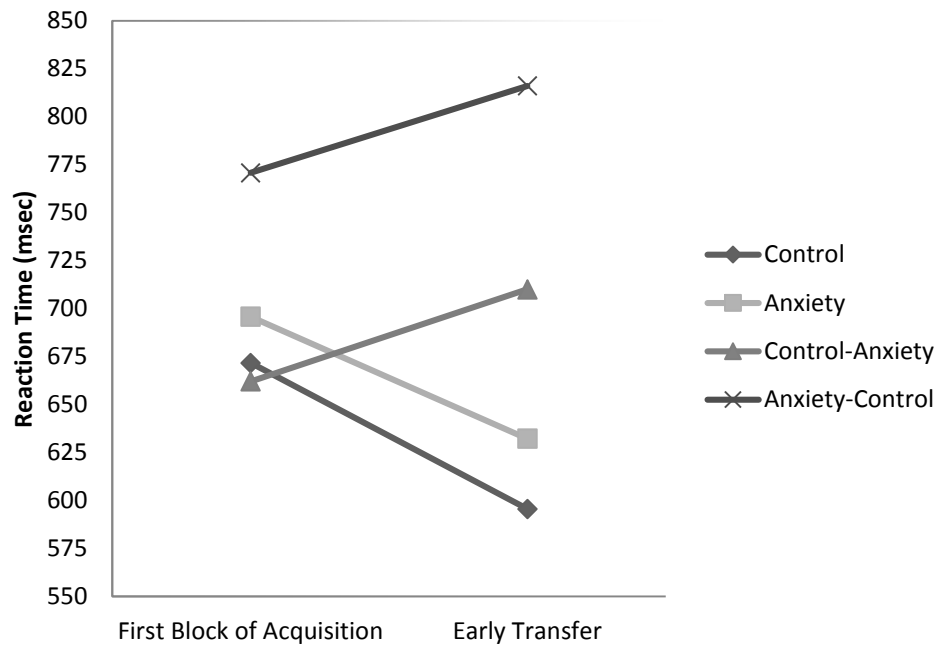 850
825
800
775
750
725
700
675
650
625
600
575
550
Reaction Time (msec)
First Block of Acquisition
Early Transfer
Control
Anxiety
Control-Anxiety
Anxiety-Control